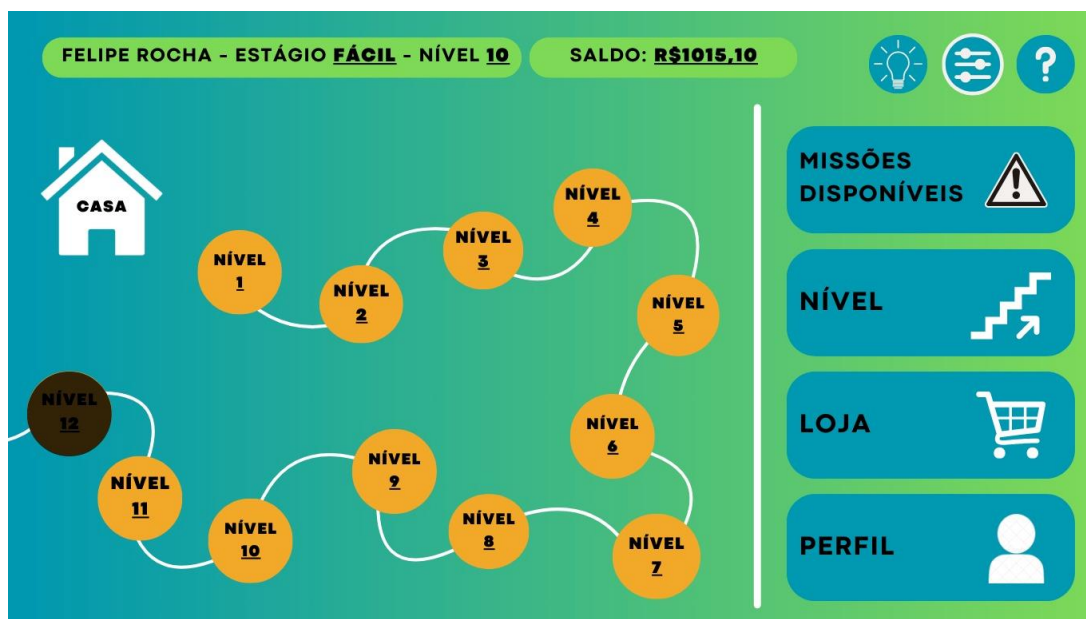 FELIPE ROCHA - ESTÁGIO FÁCIL - NÍVEL 10
SALDO: R$1015,10
?
CASA
NÍVEL
1
NÍVEL
2
NÍVEL
3
NÍVEL
4
NÍVEL
5
NÍVEL
6
NÍVEL
7
NÍVEL
8
NÍVEL
9
NÍVEL
10
NÍVEL
11
NÍVEL
12
MISSÕES
DISPONÍVEIS
NÍVEL
LOJA
PERFIL